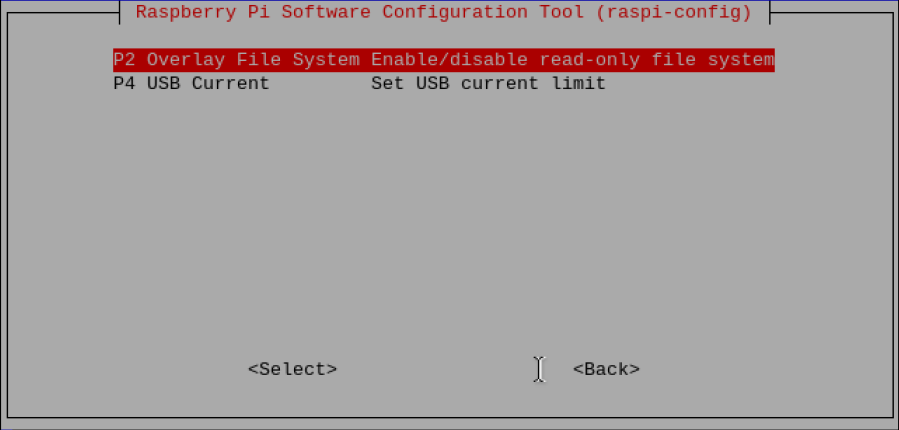 Raspberry Pi Software Configuration Tool (raspi-config)
P2 Overlay File System Enable/disable read-only file system
P4 USB Current         Set USB current limit
<Select>
<Back>